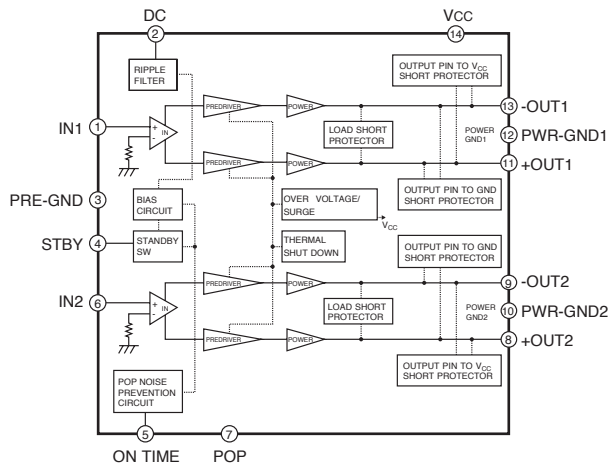 DC
VCC
2
14
RIPPLE
FILTER
OUTPUT PIN TO VCC
SHORT PROTECTOR
PREDRIVER
POWER
13
-OUT1
IN1
1
+
-
IN
LOAD SHORT
PROTECTOR
POWER
GND1
12
PWR-GND1
PREDRIVER
POWER
11
+OUT1
PRE-GND
3
BIAS
CIRCUIT
OVER VOLTAGE/
SURGE
OUTPUT PIN TO GND
SHORT PROTECTOR
VCC
STBY
4
STANDBY
SW
THERMAL
SHUT DOWN
OUTPUT PIN TO GND
SHORT PROTECTOR
PREDRIVER
POWER
9
-OUT2
IN2
6
+
-
IN
LOAD SHORT
PROTECTOR
POWER
GND2
10
PWR-GND2
PREDRIVER
POWER
8
+OUT2
OUTPUT PIN TO VCC
SHORT PROTECTOR
POP NOISE
PREVENTION
CIRCUIT
5
7
ON TIME
POP